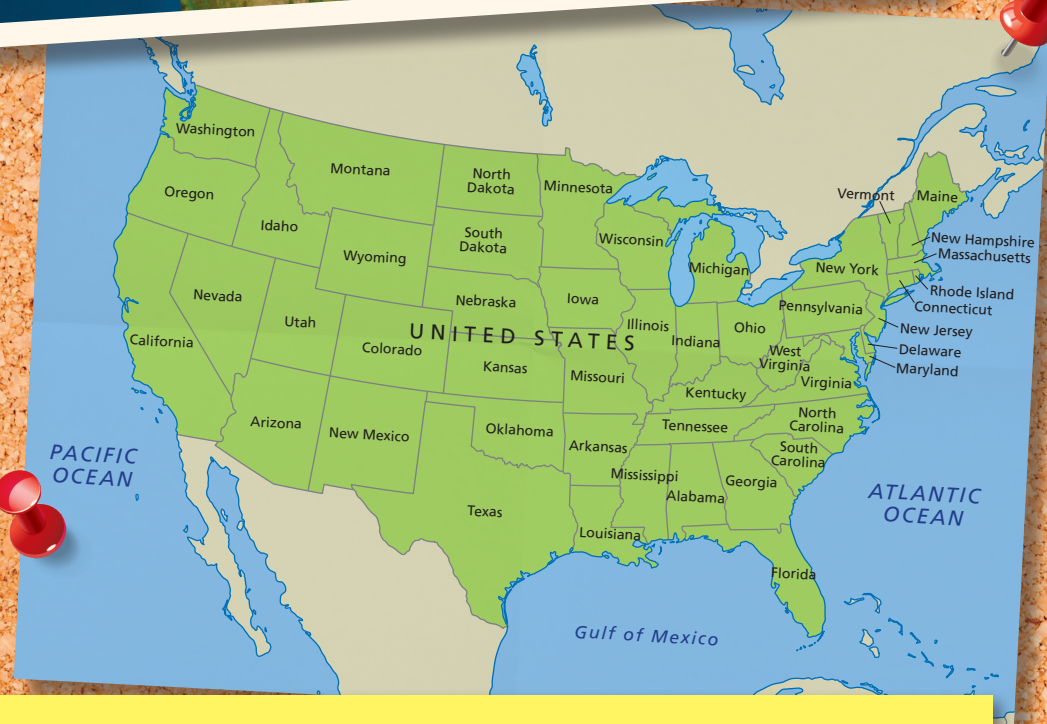 Washington
Montana
North
Dakota
Minnesota
Vermont
Maine
Oregon
Idaho
South
Dakota
Wisconsin
New Hampshire
Massachusetts
Wyoming
Michigan
New York
Nevada
Nebraska
Iowa
Rhode Island
Connecticut
Pennsylvania
Utah
Illinois
Ohio
New Jersey
California
UNITED STATES
Indiana
Colorado
West
Virginia
Delaware
Kansas
Missouri
Maryland
Virginia
Kentucky
Arizona
New Mexico
Oklahoma
Tennessee
North
Carolina
PACIFIC
OCEAN
Arkansas
South
Carolina
Mississippi
Georgia
Alabama
ATLANTIC
OCEAN
Texas
Louisiana
Florida
Gulf of Mexico